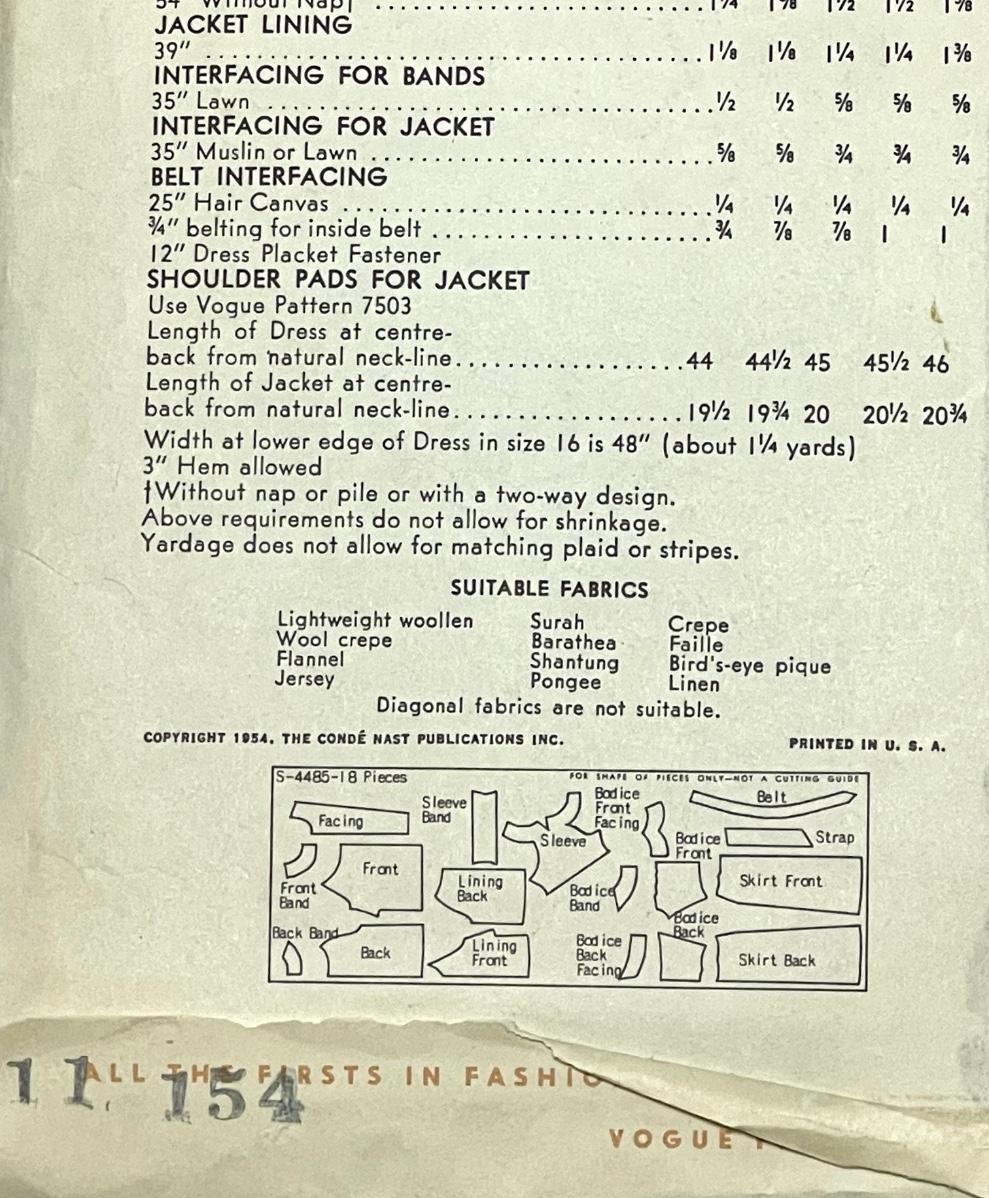 54″ Without Nap† ........ 1¼ 1⅜ 1½ 1½ 1⅝
JACKET LINING
39″ ........ 1⅛ 1⅛ 1¼ 1¼ 1⅜
INTERFACING FOR BANDS
35″ Lawn ........ ½ ½ ⅝ ⅝ ⅝
INTERFACING FOR JACKET
35″ Muslin or Lawn ........ ⅝ ⅝ ¾ ¾ ¾
BELT INTERFACING
25″ Hair Canvas ........ ¼ ¼ ¼ ¼ ¼
¾″ belting for inside belt ........ ¾ ⅞ ⅞ 1 1
12″ Dress Placket Fastener
SHOULDER PADS FOR JACKET
Use Vogue Pattern 7503
Length of Dress at centre-
back from natural neck-line ........ 44 44½ 45 45½ 46
Length of Jacket at centre-
back from natural neck-line ........ 19½ 19¾ 20 20½ 20¾
Width at lower edge of Dress in size 16 is 48″ (about 1¼ yards)
3″ Hem allowed
†Without nap or pile or with a two-way design.
Above requirements do not allow for shrinkage.
Yardage does not allow for matching plaid or stripes.
SUITABLE FABRICS
Lightweight woollen Surah Crepe
Wool crepe Barathea Faille
Flannel Shantung Bird's-eye pique
Jersey Pongee Linen
Diagonal fabrics are not suitable.
COPYRIGHT 1954, THE CONDÉ NAST PUBLICATIONS INC.
PRINTED IN U. S. A.
S-4485-18 Pieces
FOR SHAPE OF PIECES ONLY—NOT A CUTTING GUIDE
Facing
Sleeve
Band
Sleeve
Bodice
Front
Facing
Belt
Bodice
Front
Strap
Front
Band
Front
Lining
Back
Bodice
Band
Skirt Front
Back Band
Back
Lining
Front
Bodice
Back
Facing
Bodice
Back
Skirt Back
ALL THE FIRSTS IN FASHIO
11 154
VOGUE